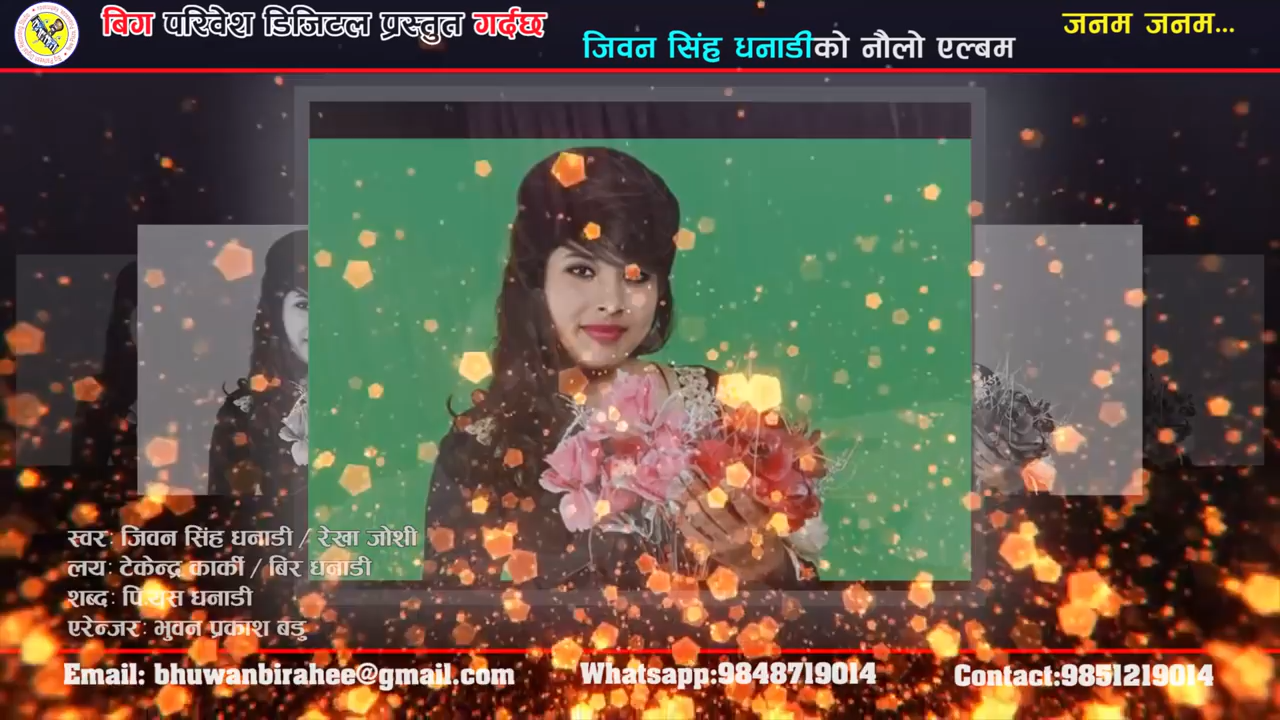 बिग परिवेश डिजिटल प्रस्तुत गर्दछ
जिवन सिंह धनाडीको नौलो एल्बम
जनम जनम...
स्वर: जिवन सिंह धनाडी / रेखा जोशी
लय: टेकेन्द्र कार्की / बिर धनाडी
शब्द: पि.यस धनाडी
एरेन्जर: भुवन प्रकाश बडु
Email: bhuwanbirahee@gmail.com
Whatsapp:9848719014
Contact:9851219014